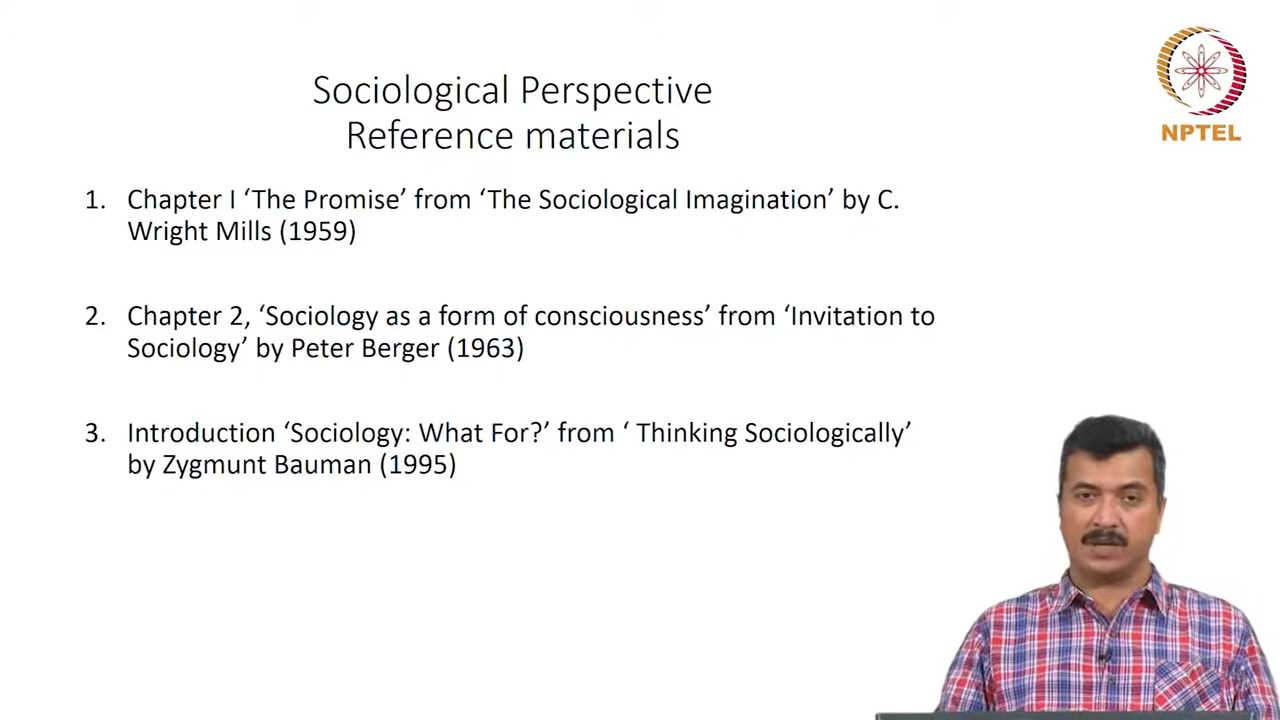 Sociological Perspective
Reference materials
NPTEL
1. Chapter I ‘The Promise’ from ‘The Sociological Imagination’ by C.
Wright Mills (1959)
2. Chapter 2, ‘Sociology as a form of consciousness’ from ‘Invitation to
Sociology’ by Peter Berger (1963)
3. Introduction ‘Sociology: What For?’ from ‘ Thinking Sociologically’
by Zygmunt Bauman (1995)